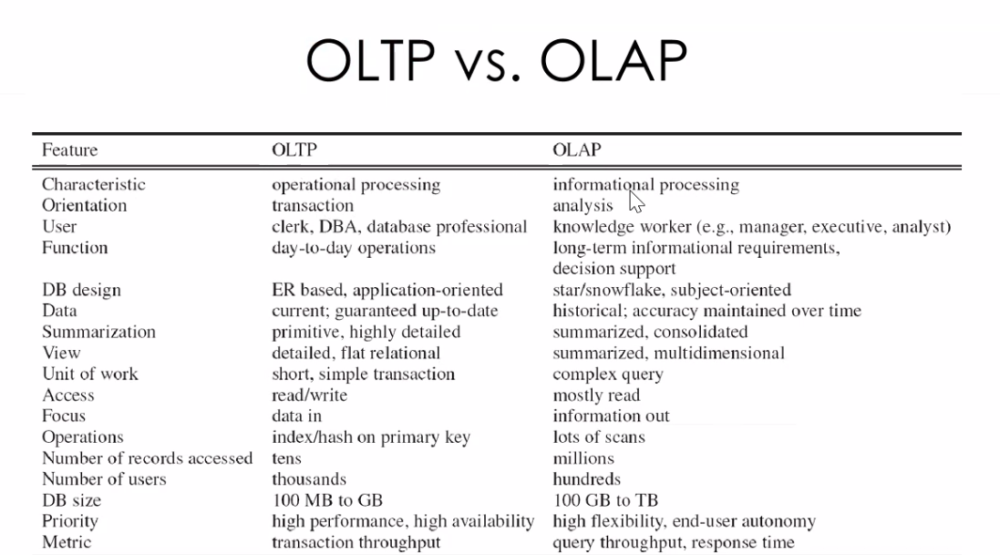 OLTP vs. OLAP
Feature OLTP OLAP
Characteristic operational processing informational processing
Orientation transaction analysis
User clerk, DBA, database professional knowledge worker (e.g., manager, executive, analyst)
Function day-to-day operations long-term informational requirements,
decision support
DB design ER based, application-oriented star/snowflake, subject-oriented
Data current; guaranteed up-to-date historical; accuracy maintained over time
Summarization primitive, highly detailed summarized, consolidated
View detailed, flat relational summarized, multidimensional
Unit of work short, simple transaction complex query
Access read/write mostly read
Focus data in information out
Operations index/hash on primary key lots of scans
Number of records accessed tens millions
Number of users thousands hundreds
DB size 100 MB to GB 100 GB to TB
Priority high performance, high availability high flexibility, end-user autonomy
Metric transaction throughput query throughput, response time